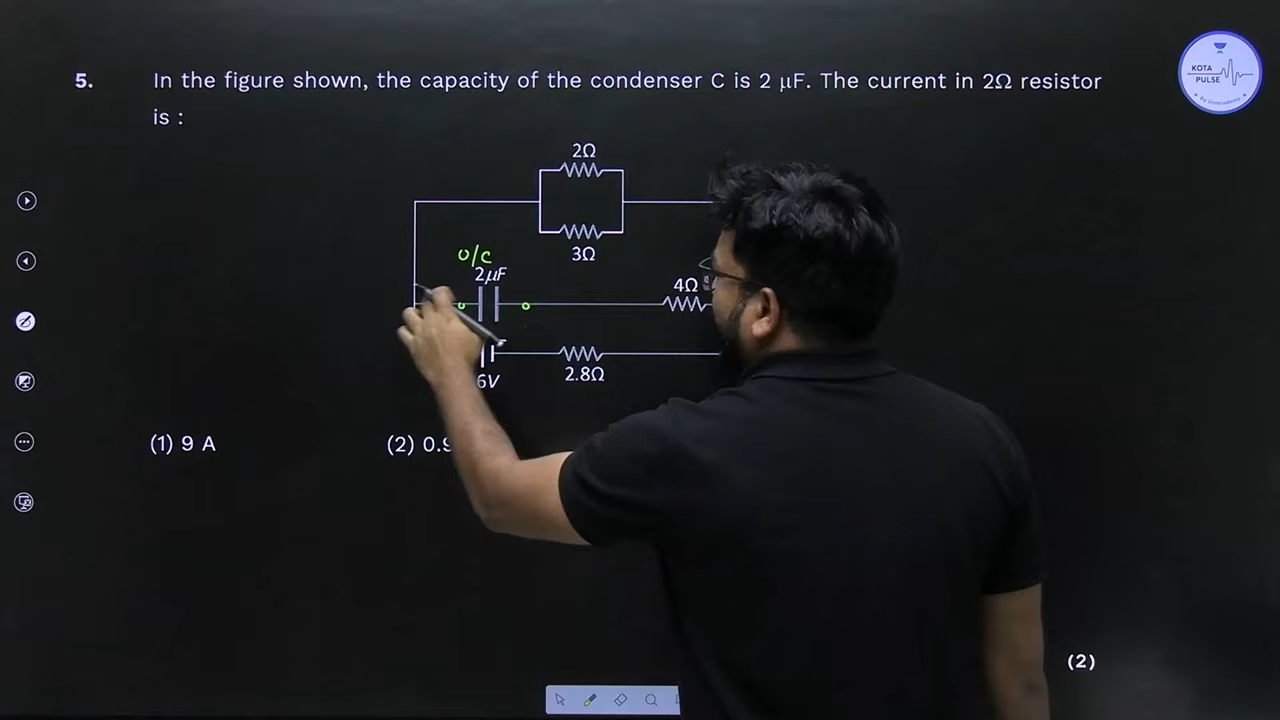 KOTA
PULSE
5. In the figure shown, the capacity of the condenser C is 2 μF. The current in 2Ω resistor
is :
2Ω
3Ω
O/C
2μF
4Ω
6V
2.8Ω
(1) 9 A
(2) 0.9
(2)